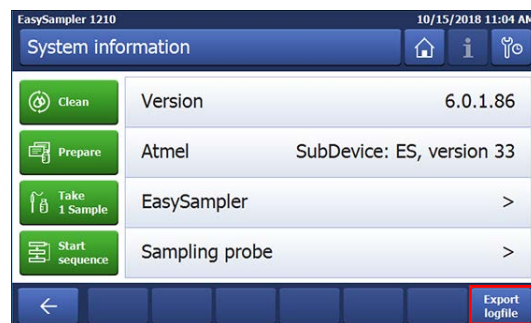 EasySampler 1210
10/15/2018 11:04 AM
System information
Clean
Version
6.0.1.86
Prepare
Atmel
SubDevice: ES, version 33
Take
1 Sample
EasySampler
>
Start
sequence
Sampling probe
>
Export
logfile